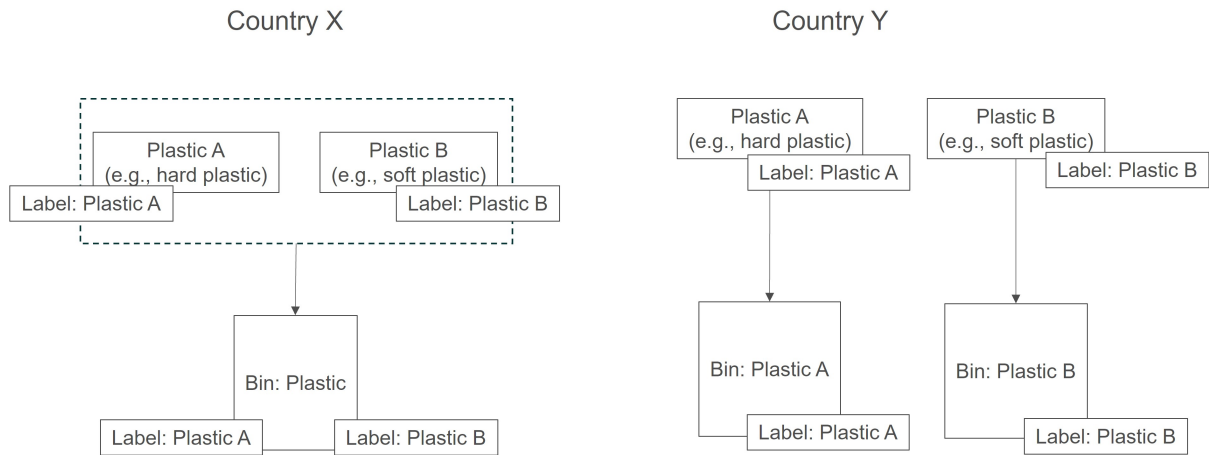 Country X
Plastic A
(e.g., hard plastic)
Label: Plastic A
Plastic B
(e.g., soft plastic)
Label: Plastic B
Bin: Plastic
Label: Plastic A
Label: Plastic B
Country Y
Plastic A
(e.g., hard plastic)
Label: Plastic A
Plastic B
(e.g., soft plastic)
Label: Plastic B
Bin: Plastic A
Label: Plastic A
Bin: Plastic B
Label: Plastic B